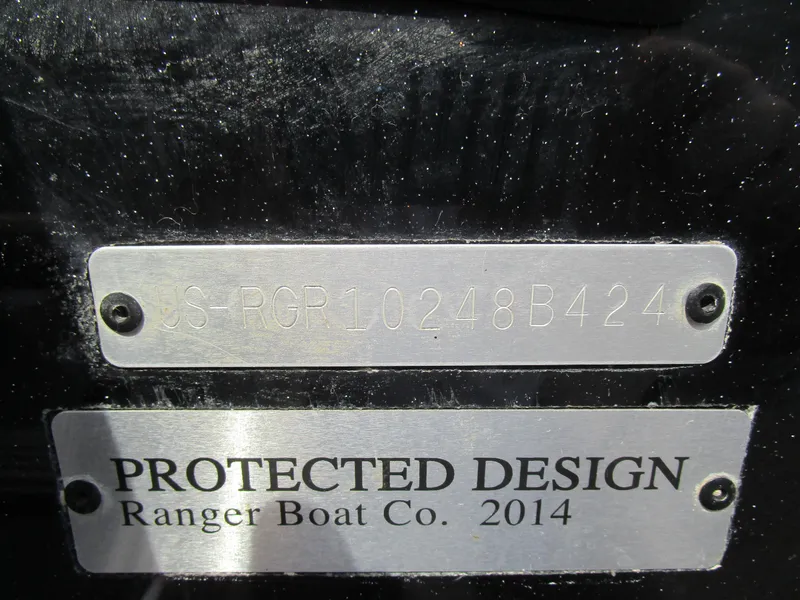 US-RGR10248B424
PROTECTED DESIGN
Ranger Boat Co. 2014